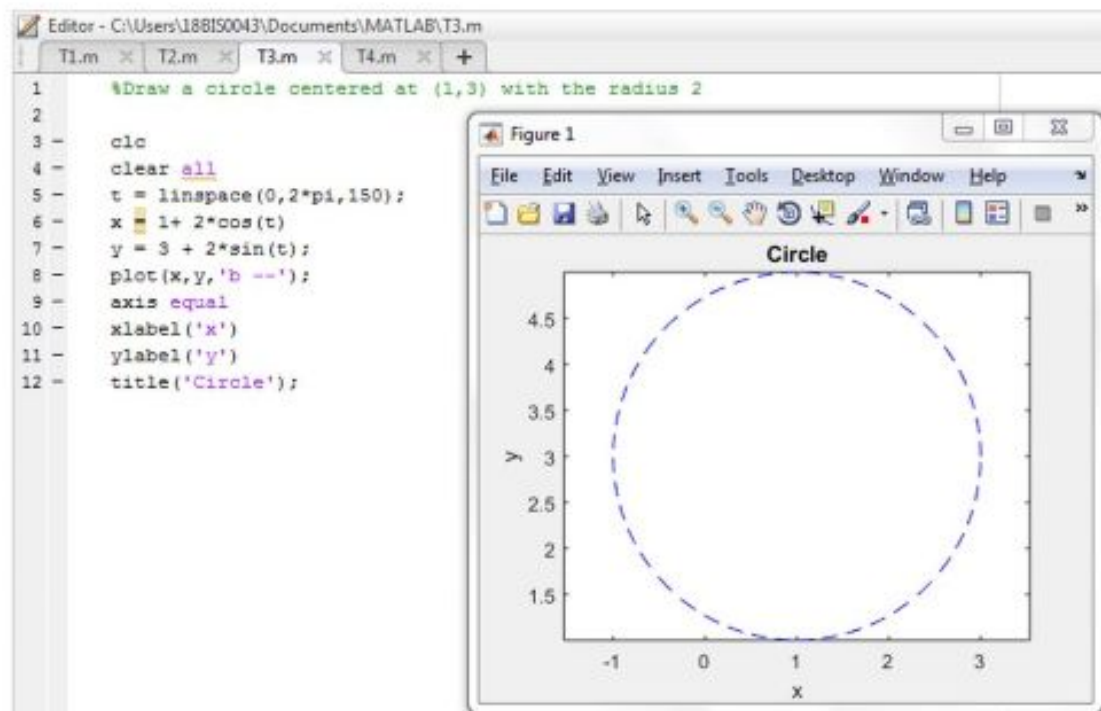 Editor - C:\Users\18BIS0043\Documents\MATLAB\T3.m
T1.m T2.m T3.m T4.m +
1 %Draw a circle centered at (1,3) with the radius 2
2
3 - clc
4 - clear all
5 - t = linspace(0,2*pi,150);
6 - x = 1+ 2*cos(t)
7 - y = 3 + 2*sin(t);
8 - plot(x,y,'b --');
9 - axis equal
10 - xlabel('x')
11 - ylabel('y')
12 - title('Circle');
Figure 1
File Edit View Insert Tools Desktop Window Help
Circle
4.5
4
3.5
3
2.5
2
1.5
y
-1 0 1 2 3
x